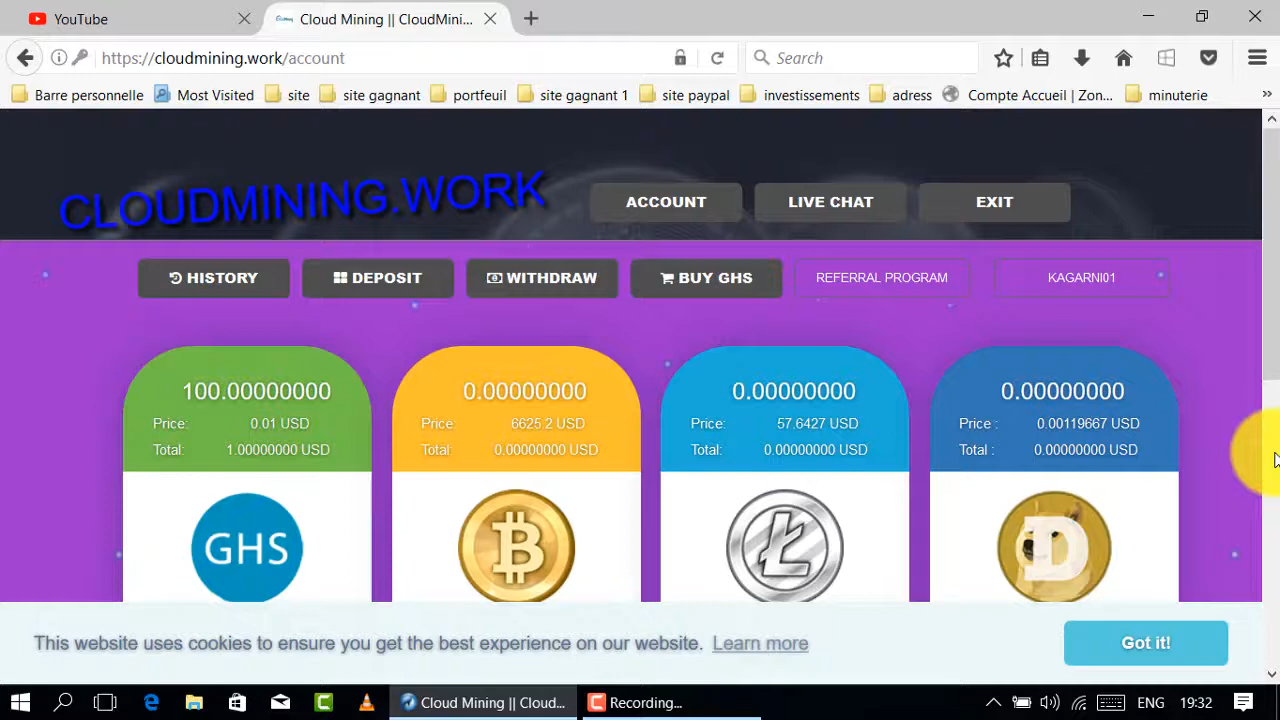 YouTube
Cloud Mining || CloudMini...
https://cloudmining.work/account
Search
Barre personnelle Most Visited site site gagnant portfeuil site gagnant 1 site paypal investissements adress Compte Accueil | Zon... minuterie
CLOUDMINING.WORK
ACCOUNT LIVE CHAT EXIT
HISTORY DEPOSIT WITHDRAW BUY GHS REFERRAL PROGRAM KAGARNI01
100.00000000 0.00000000 0.00000000 0.00000000
Price: 0.01 USD Price: 6625.2 USD Price: 57.6427 USD Price : 0.00119667 USD
Total: 1.00000000 USD Total: 0.00000000 USD Total: 0.00000000 USD Total : 0.00000000 USD
GHS
This website uses cookies to ensure you get the best experience on our website. Learn more
Got it!
Cloud Mining || Cloud... Recording... ENG 19:32